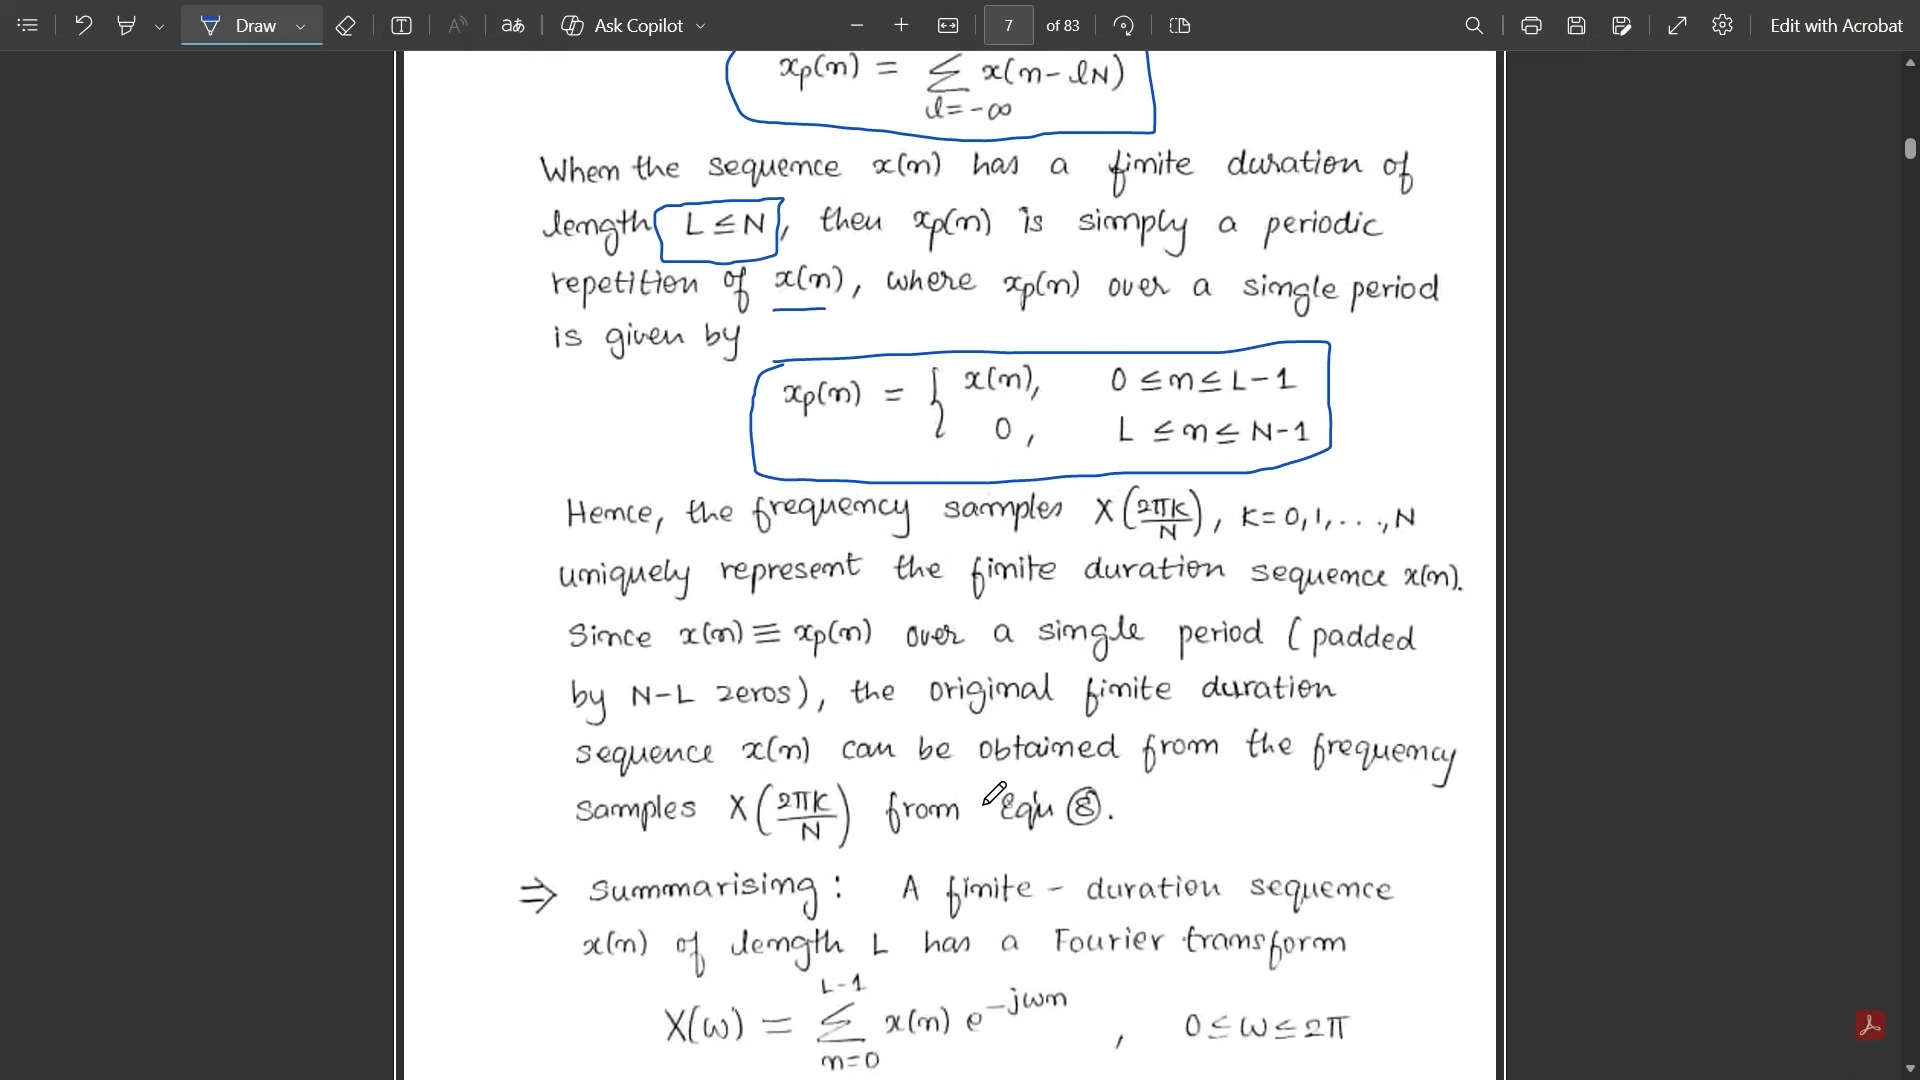 Draw
aあ
Ask Copilot
7 of 83
Edit with Acrobat
xp(n) = Σ x(n-lN)
l=-∞
When the sequence x(n) has a finite duration of
length L ≤ N, then xp(n) is simply a periodic
repetition of x(n), where xp(n) over a single period
is given by
xp(n) = { x(n), 0 ≤ n ≤ L-1
0, L ≤ n ≤ N-1
Hence, the frequency samples X(2πk/N), k=0,1,...,N
uniquely represent the finite duration sequence x(n).
Since x(n) ≡ xp(n) over a single period (padded
by N-L zeros), the original finite duration
sequence x(n) can be obtained from the frequency
samples X(2πk/N) from Equ ⑧.
⇒ Summarising: A finite-duration sequence
x(n) of length L has a Fourier transform
L-1
X(ω) = Σ x(n) e^-jωn, 0≤ω≤2π
n=0